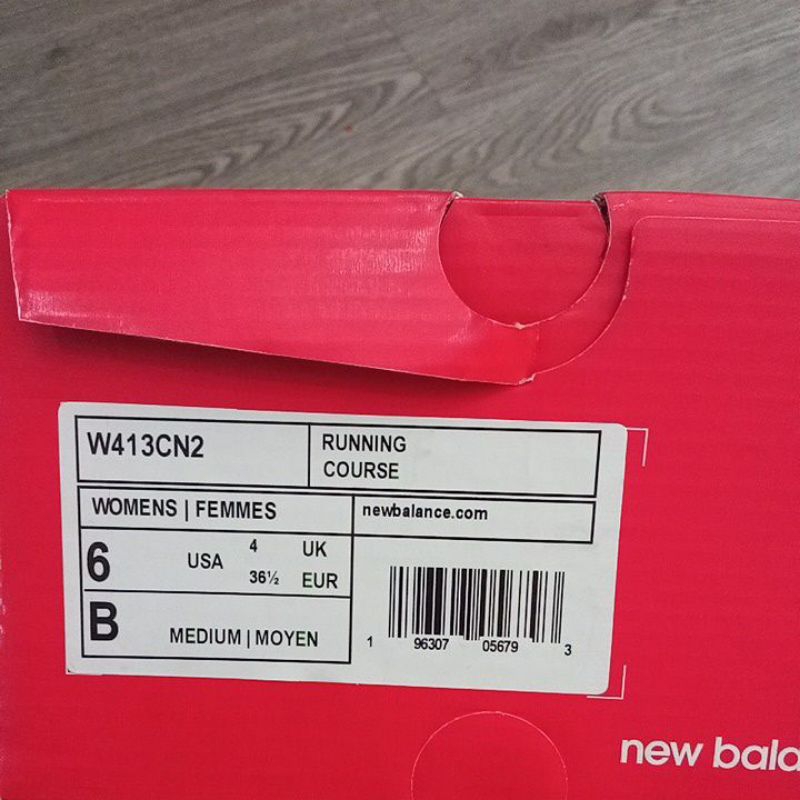 W413CN2
RUNNING
COURSE
WOMENS | FEMMES
newbalance.com
6 USA 4 UK
36½ EUR
B MEDIUM | MOYEN
1 96307 05679 3
new bala